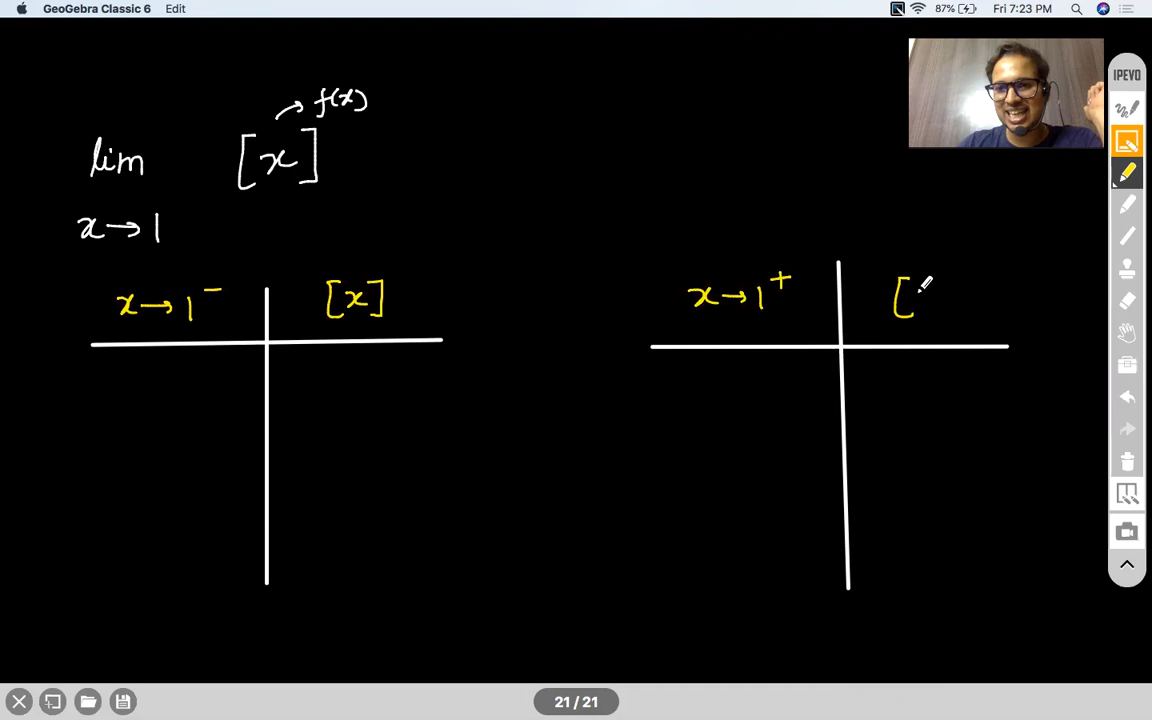 GeoGebra Classic 6 Edit 87% Fri 7:23 PM
IPEVO
f(x)
lim [x]
x→1
x→1⁻ [x]
x→1⁺ [
21 / 21